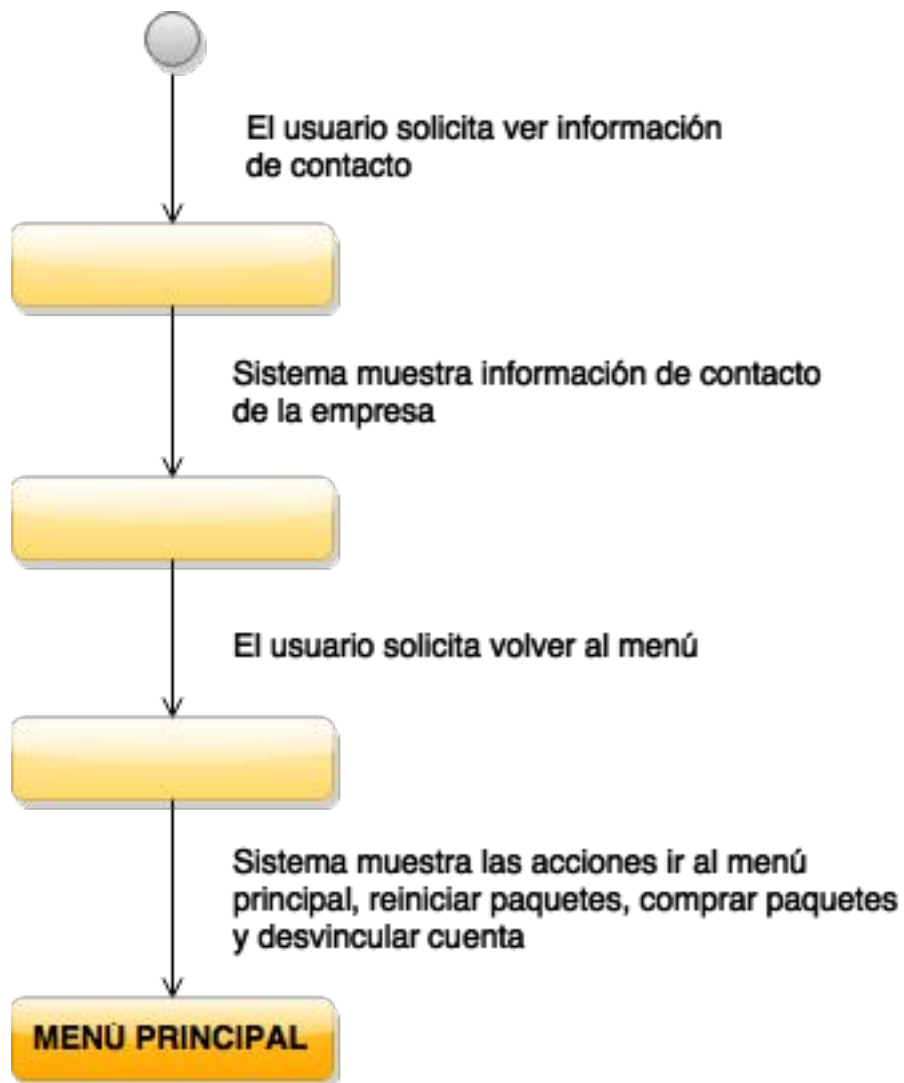 El usuario solicita ver información
de contacto
Sistema muestra información de contacto
de la empresa
El usuario solicita volver al menú
Sistema muestra las acciones ir al menú
principal, reiniciar paquetes, comprar paquetes
y desvincular cuenta
MENÚ PRINCIPAL